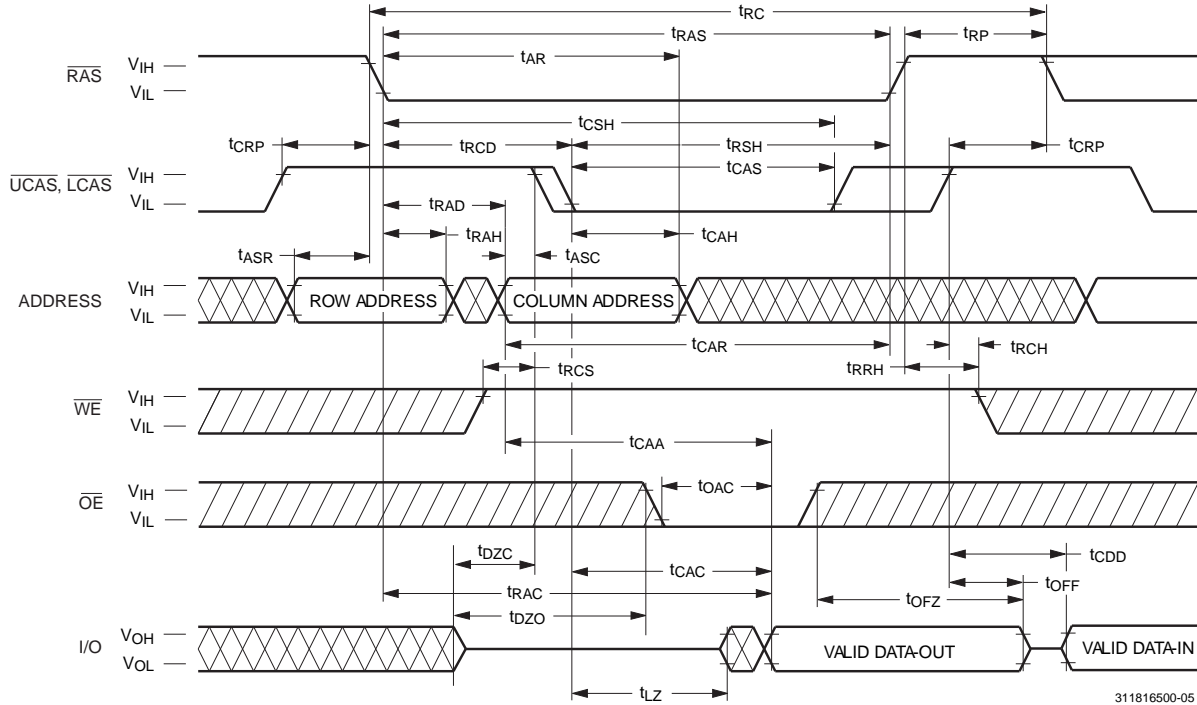 tRC
tRAS
tRP
tAR
RAS
VIH
VIL
tCSH
tCRP
tRCD
tRSH
tCRP
tCAS
UCAS, LCAS
VIH
VIL
tRAD
tRAH
tCAH
tASR
tASC
ADDRESS
VIH
VIL
ROW ADDRESS
COLUMN ADDRESS
tCAR
tRCH
tRCS
tRRH
WE
VIH
VIL
tCAA
OE
VIH
VIL
tOAC
tDZC
tCAC
tCDD
tRAC
tOFF
tDZO
tOFZ
I/O
VOH
VOL
VALID DATA-OUT
VALID DATA-IN
tLZ
311816500-05